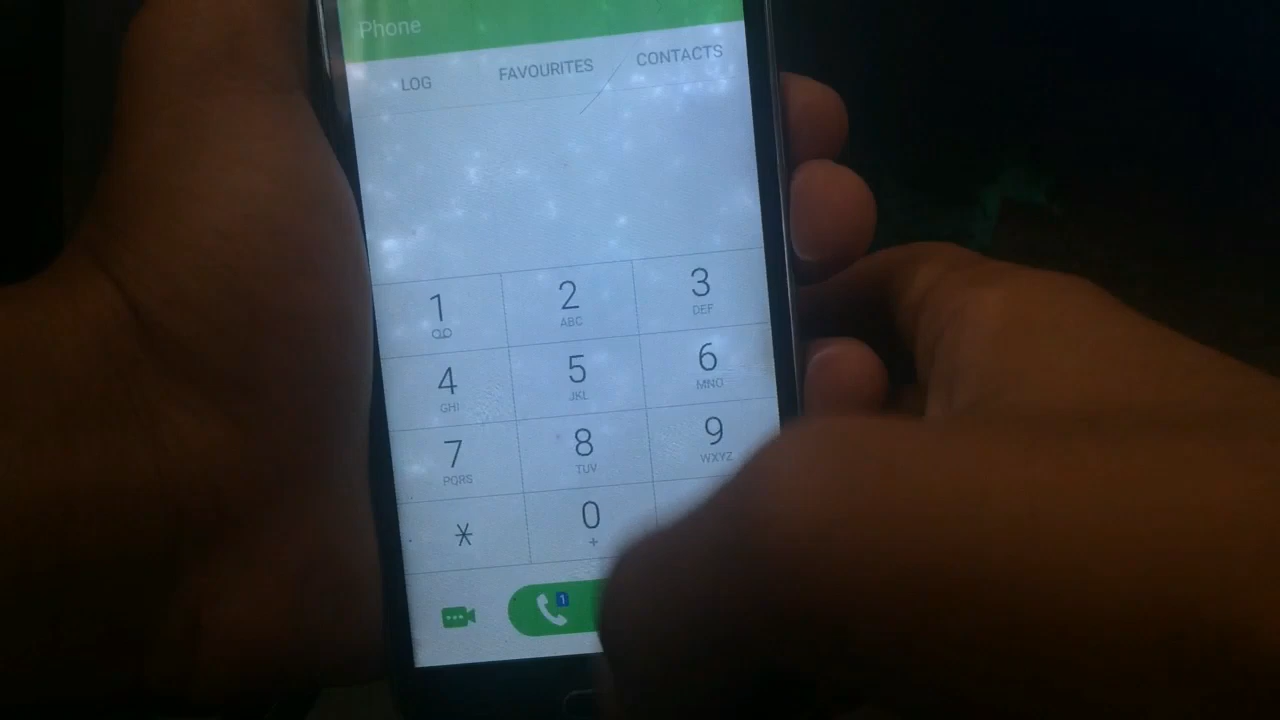 Phone
LOG FAVOURITES CONTACTS
1 2 3
ABC DEF
4 5 6
GHI JKL MNO
7 8 9
PQRS TUV WXYZ
* 0
+
1